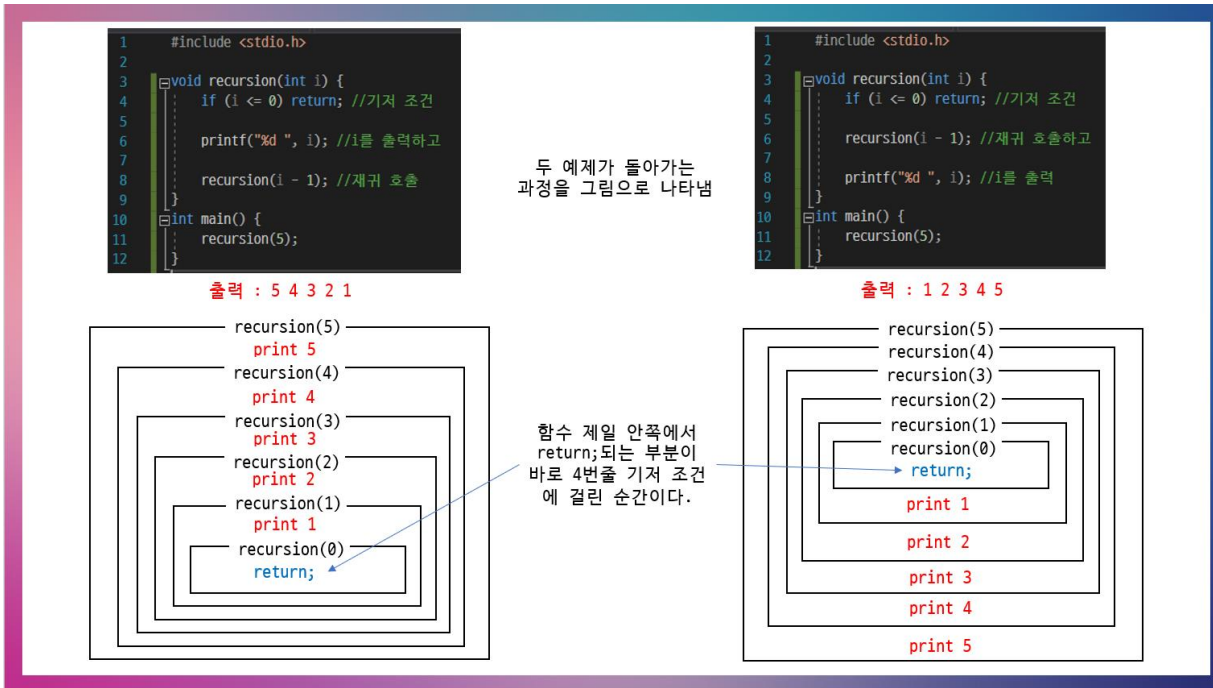 1 #include <stdio.h>
2
3 void recursion(int i) {
4 if (i <= 0) return; //기저 조건
5
6 printf("%d ", i); //i를 출력하고
7
8 recursion(i - 1); //재귀 호출
9 }
10 int main() {
11 recursion(5);
12 }
출력 : 5 4 3 2 1
recursion(5)
print 5
recursion(4)
print 4
recursion(3)
print 3
recursion(2)
print 2
recursion(1)
print 1
recursion(0)
return;
두 예제가 돌아가는
과정을 그림으로 나타냄
함수 제일 안쪽에서
return;되는 부분이
바로 4번줄 기저 조건
에 걸린 순간이다.
1 #include <stdio.h>
2
3 void recursion(int i) {
4 if (i <= 0) return; //기저 조건
5
6 recursion(i - 1); //재귀 호출하고
7
8 printf("%d ", i); //i를 출력
9 }
10 int main() {
11 recursion(5);
12 }
출력 : 1 2 3 4 5
recursion(5)
recursion(4)
recursion(3)
recursion(2)
recursion(1)
recursion(0)
return;
print 1
print 2
print 3
print 4
print 5